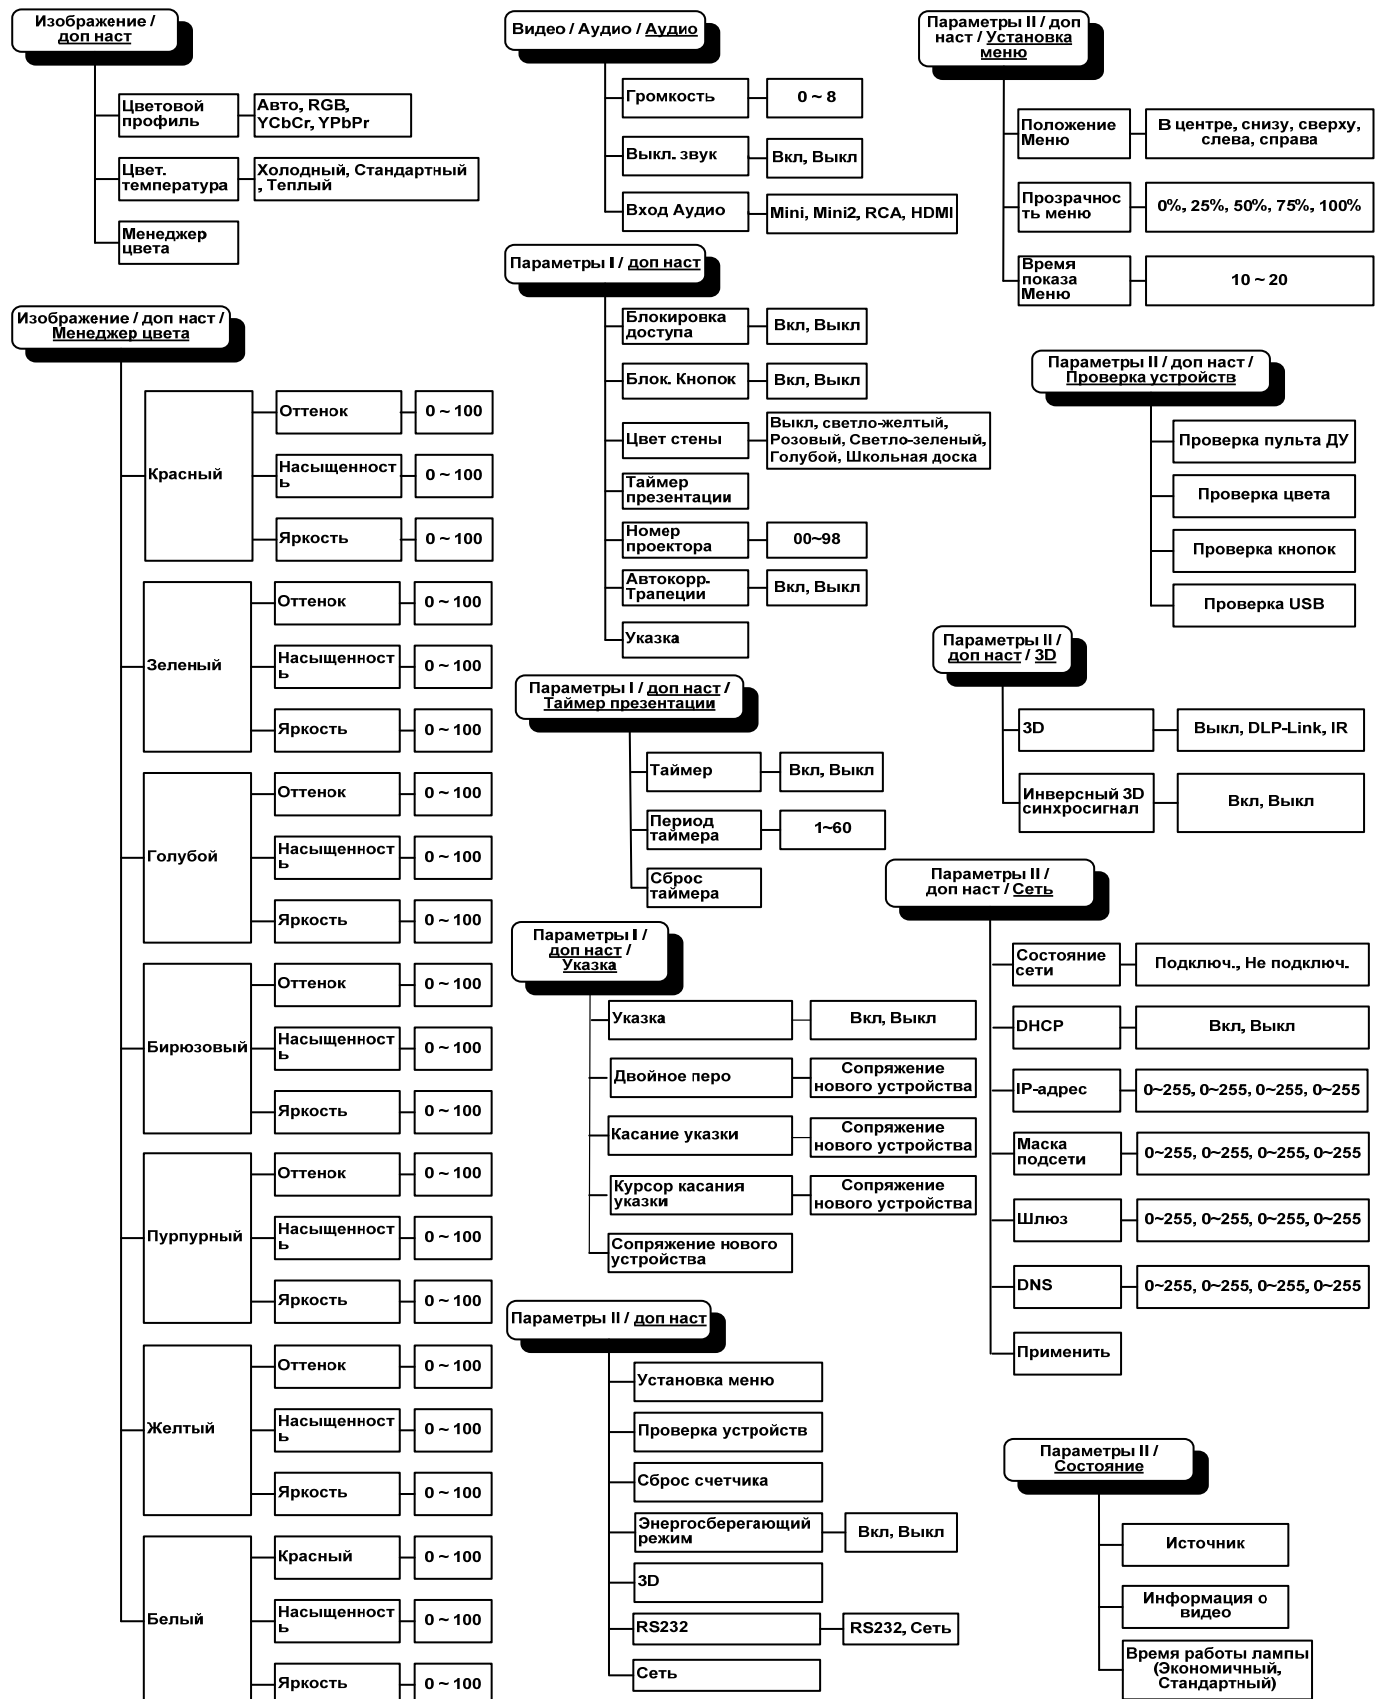 Изображение /
доп наст
Цветовой
профиль
Авто, RGB,
YCbCr, YPbPr
Цвет.
температура
Холодный, Стандартный
, Теплый
Менеджер
цвета
Изображение / доп наст /
Менеджер цвета
Красный
Оттенок
0 ~ 100
Насыщенност
ь
0 ~ 100
Яркость
0 ~ 100
Зеленый
Оттенок
0 ~ 100
Насыщенност
ь
0 ~ 100
Яркость
0 ~ 100
Голубой
Оттенок
0 ~ 100
Насыщенност
ь
0 ~ 100
Яркость
0 ~ 100
Бирюзовый
Оттенок
0 ~ 100
Насыщенност
ь
0 ~ 100
Яркость
0 ~ 100
Пурпурный
Оттенок
0 ~ 100
Насыщенност
ь
0 ~ 100
Яркость
0 ~ 100
Желтый
Оттенок
0 ~ 100
Насыщенност
ь
0 ~ 100
Яркость
0 ~ 100
Белый
Красный
0 ~ 100
Насыщенност
ь
0 ~ 100
Яркость
0 ~ 100
Видео / Аудио / Аудио
Громкость
0 ~ 8
Выкл. звук
Вкл, Выкл
Вход Аудио
Mini, Mini2, RCA, HDMI
Параметры I / доп наст
Блокировка
доступа
Вкл, Выкл
Блок. Кнопок
Вкл, Выкл
Цвет стены
Выкл, светло-желтый,
Розовый, Светло-зеленый,
Голубой, Школьная доска
Таймер
презентации
Номер
проектора
00~98
Автокорр-
Трапеции
Вкл, Выкл
Указка
Параметры I / доп наст /
Таймер презентации
Таймер
Вкл, Выкл
Период
таймера
1~60
Сброс
таймера
Параметры I /
доп наст /
Указка
Указка
Вкл, Выкл
Двойное перо
Сопряжение
нового устройства
Касание указки
Сопряжение
нового устройства
Курсор касания
указки
Сопряжение
нового устройства
Сопряжение нового
устройства
Параметры II / доп наст
Установка меню
Проверка устройств
Сброс счетчика
Энергосберегающий
режим
Вкл, Выкл
3D
RS232
RS232, Сеть
Сеть
Параметры II / доп
наст / Установка
меню
Положение
Меню
В центре, снизу, сверху,
слева, справа
Прозрачнос
ть меню
0%, 25%, 50%, 75%, 100%
Время
показа
Меню
10 ~ 20
Параметры II / доп наст /
Проверка устройств
Проверка пульта ДУ
Проверка цвета
Проверка кнопок
Проверка USB
Параметры II /
доп наст / 3D
3D
Выкл, DLP-Link, IR
Инверсный 3D
синхросигнал
Вкл, Выкл
Параметры II /
доп наст / Сеть
Состояние
сети
Подключ., Не подключ.
DHCP
Вкл, Выкл
IP-адрес
0~255, 0~255, 0~255, 0~255
Маска
подсети
0~255, 0~255, 0~255, 0~255
Шлюз
0~255, 0~255, 0~255, 0~255
DNS
0~255, 0~255, 0~255, 0~255
Применить
Параметры II /
Состояние
Источник
Информация о
видео
Время работы лампы
(Экономичный,
Стандартный)